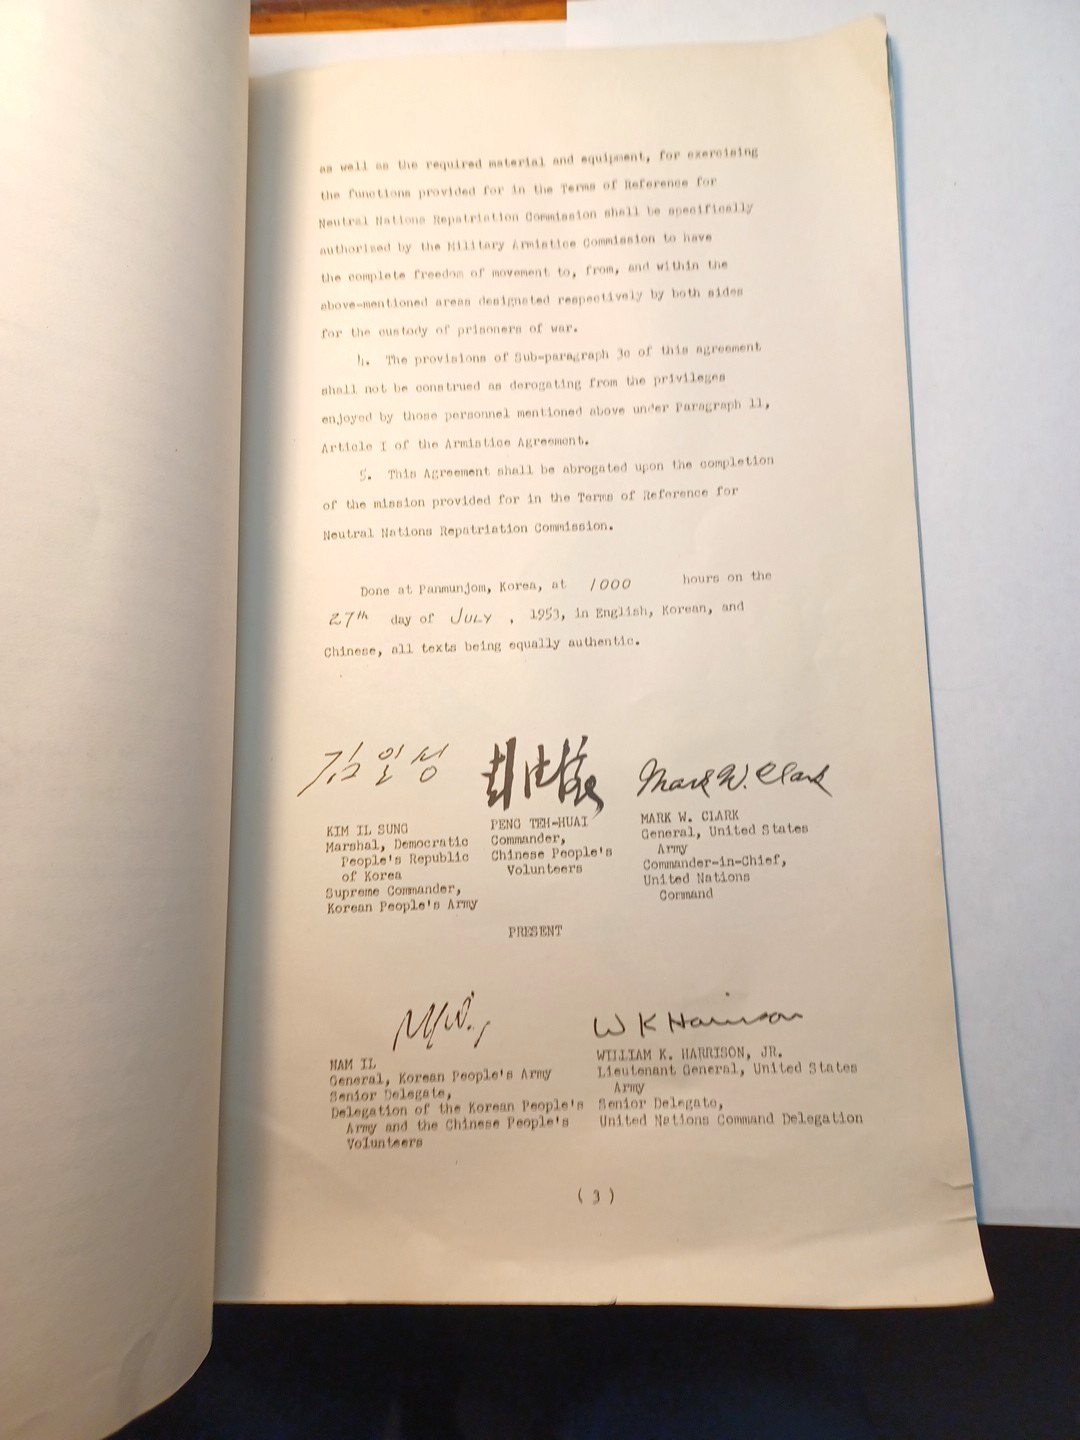 as well as the required material and equipment, for exercising
the functions provided for in the Terms of Reference for
Neutral Nations Repatriation Commission shall be specifically
authorized by the Military Armistice Commission to have
the complete freedom of movement to, from, and within the
above-mentioned areas designated respectively by both sides
for the custody of prisoners of war.
4. The provisions of Sub-paragraph 3c of this agreement
shall not be construed as derogating from the privileges
enjoyed by those personnel mentioned above under Paragraph 11,
Article I of the Armistice Agreement.
5. This Agreement shall be abrogated upon the completion
of the mission provided for in the Terms of Reference for
Neutral Nations Repatriation Commission.
Done at Panmunjom, Korea, at 1000 hours on the
27th day of JULY , 1953, in English, Korean, and
Chinese, all texts being equally authentic.
김일성
KIM IL SUNG
Marshal, Democratic
People's Republic
of Korea
Supreme Commander,
Korean People's Army
彭德懷
PENG TEH-HUAI
Commander,
Chinese People's
Volunteers
Mark W. Clark
MARK W. CLARK
General, United States
Army
Commander-in-Chief,
United Nations
Command
PRESENT
NAM IL
General, Korean People's Army
Senior Delegate,
Delegation of the Korean People's
Army and the Chinese People's
Volunteers
W K Harrison
WILLIAM K. HARRISON, JR.
Lieutenant General, United States
Army
Senior Delegate,
United Nations Command Delegation
( 3 )